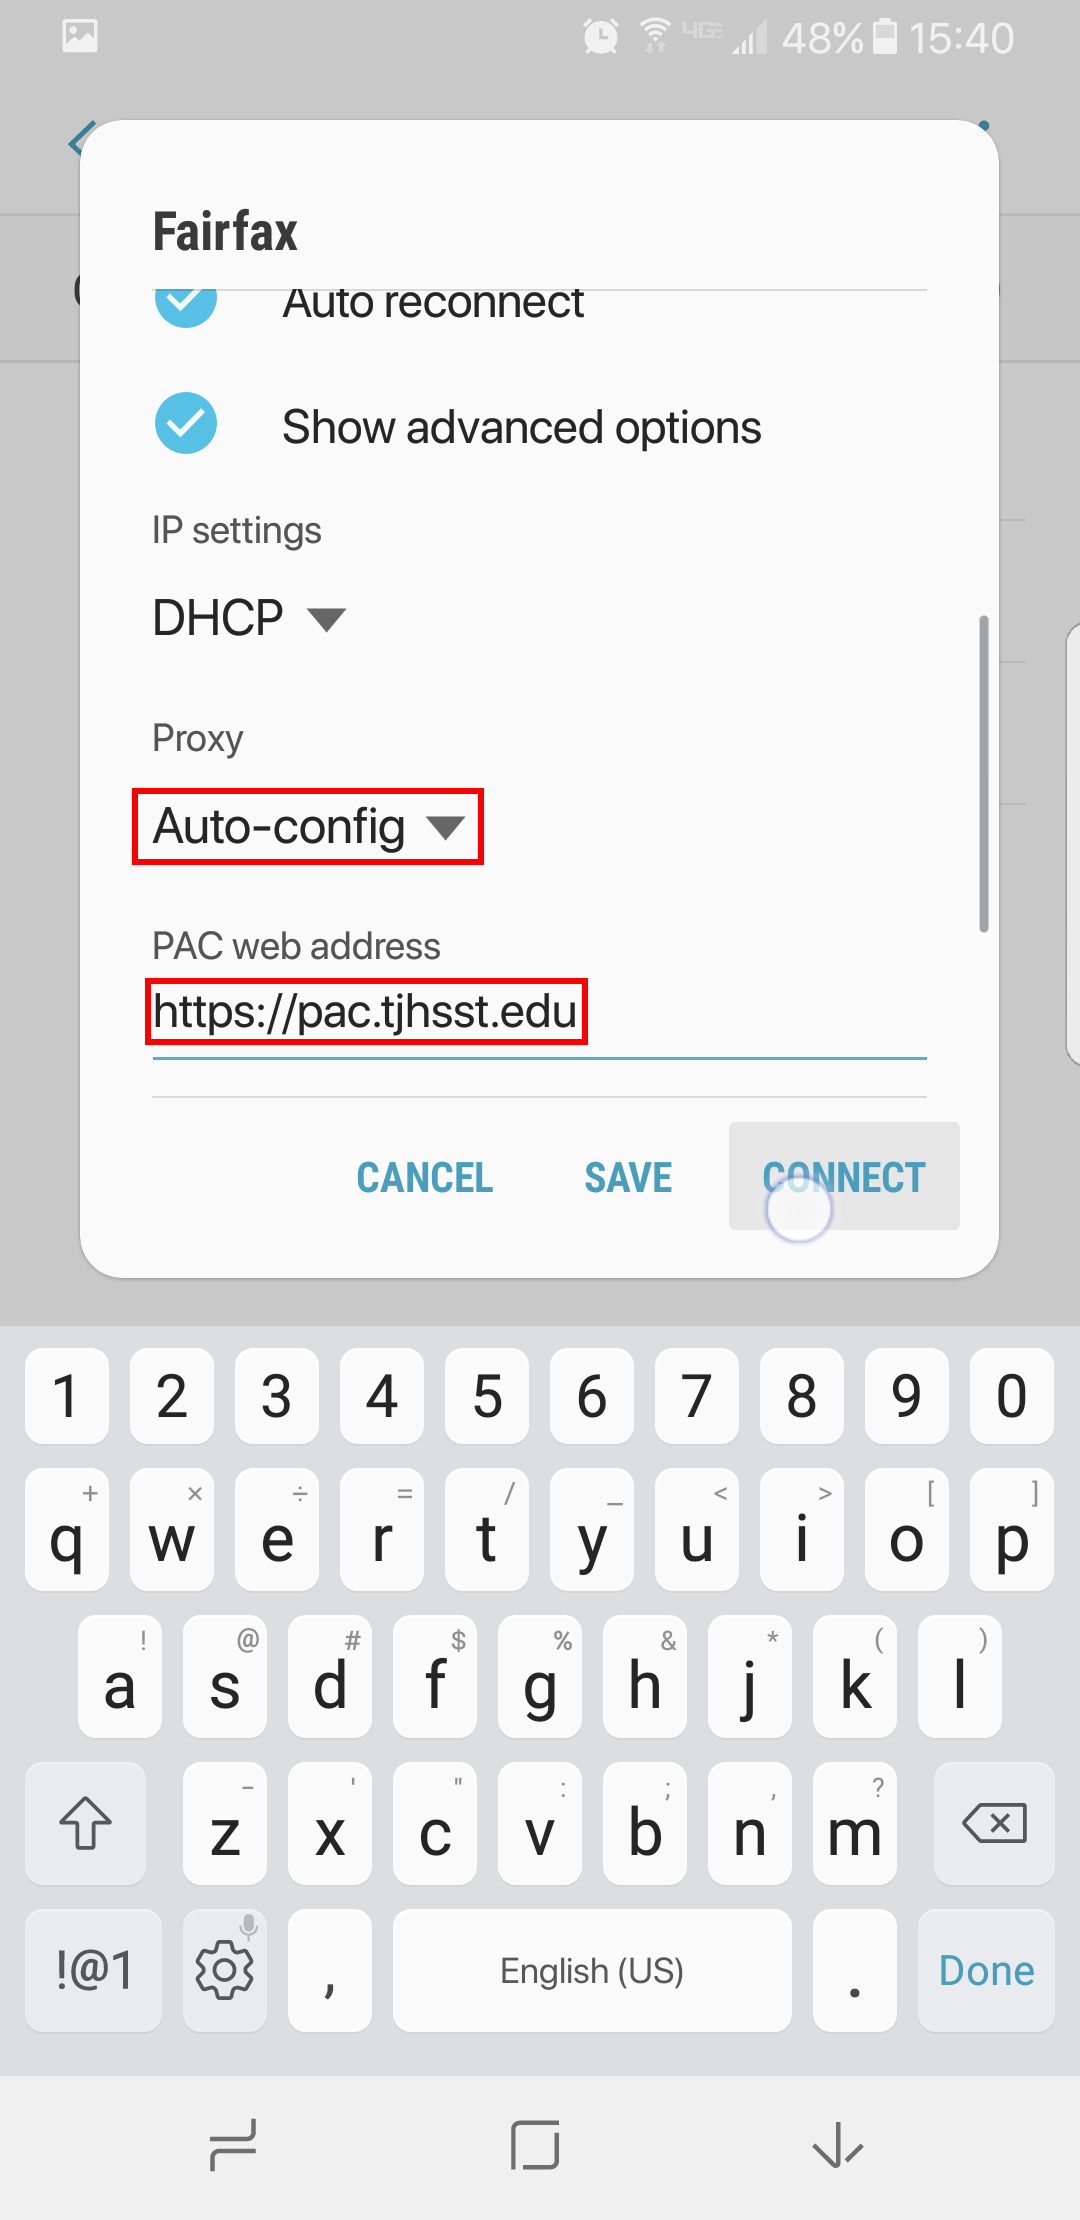 4G 48% 15:40
Fairfax
Auto reconnect
Show advanced options
IP settings
DHCP
Proxy
Auto-config
PAC web address
https://pac.tjhsst.edu
CANCEL SAVE CONNECT
1 2 3 4 5 6 7 8 9 0
+ × ÷ = / _ < > [ ]
q w e r t y u i o p
! @ # $ % & * ( )
a s d f g h j k l
- ' " : ; , ?
z x c v b n m
!@1 , English (US) . Done